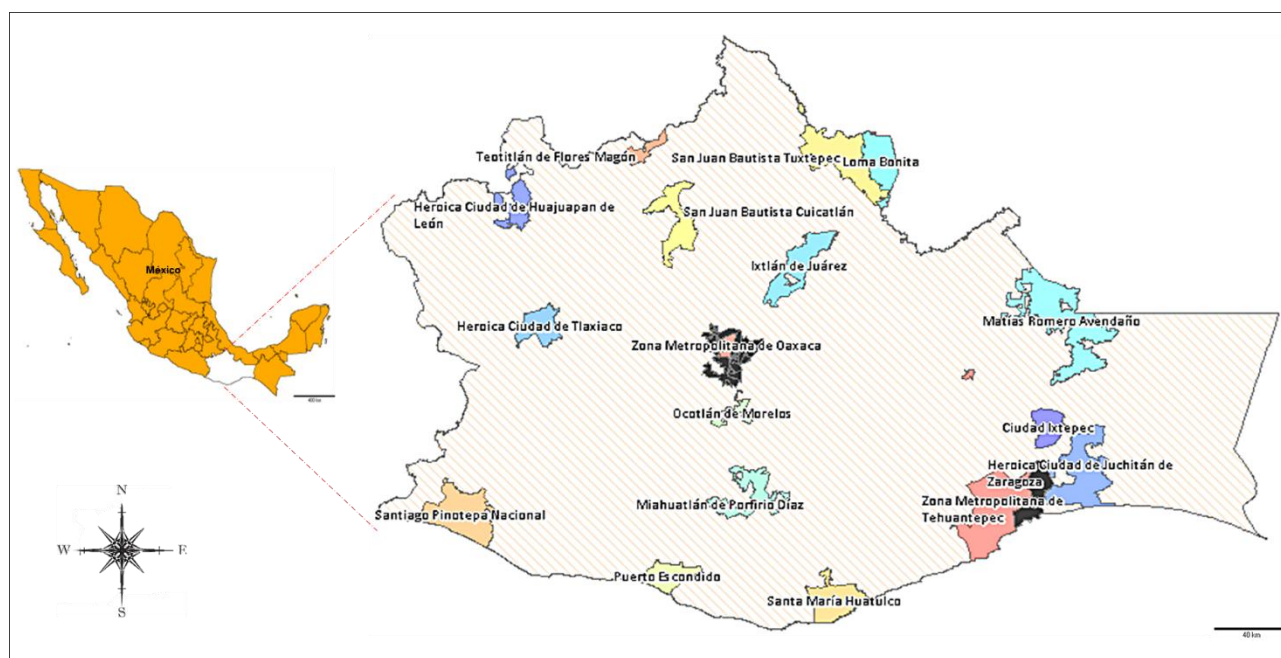 México
400 km
N
W
E
S
Teotitlán de Flores Magón
San Juan Bautista Tuxtepec
Loma Bonita
Heroica Ciudad de Huajuapan de
León
San Juan Bautista Cuicatlán
Ixtlán de Juárez
Heroica Ciudad de Tlaxiaco
Zona Metropolitana de Oaxaca
Matías Romero Avendaño
Ocotlán de Morelos
Ciudad Ixtepec
Heroica Ciudad de Juchitán de
Zaragoza
Zona Metropolitana de
Tehuantepec
Miahuatlán de Porfirio Díaz
Santiago Pinotepa Nacional
Puerto Escondido
Santa María Huatulco
40 km